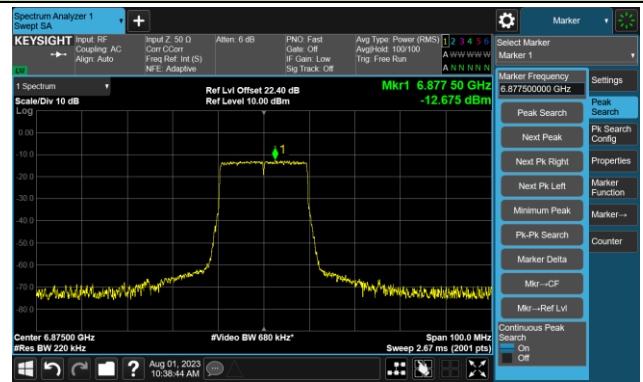 Spectrum Analyzer 1
Swept SA
Marker
KEYSIGHT
Input: RF
Coupling: AC
Align: Auto
Input Z: 50 Ω
Corr CCorr
Freq Ref: Int (S)
NFE: Adaptive
Atten: 6 dB
PNO: Fast
Gate: Off
IF Gain: Low
Sig Track: Off
Avg Type: Power (RMS)
Avg|Hold: 100/100
Trig: Free Run
1 2 3 4 5 6
A W W W W W
A N N N N N
LW
Select Marker
Marker 1
1 Spectrum
Scale/Div 10 dB
Log
Ref Lvl Offset 22.40 dB
Ref Level 10.00 dBm
Mkr1 6.877 50 GHz
-12.675 dBm
0.00
-10.0
-20.0
-30.0
-40.0
-50.0
-60.0
-70.0
-80.0
1
Center 6.87500 GHz
#Res BW 220 kHz
#Video BW 680 kHz*
Span 100.0 MHz
Sweep 2.67 ms (2001 pts)
Marker Frequency
6.877500000 GHz
Peak Search
Next Peak
Next Pk Right
Next Pk Left
Minimum Peak
Pk-Pk Search
Marker Delta
Mkr→CF
Mkr→Ref Lvl
Continuous Peak
Search
On
Off
Settings
Peak
Search
Pk Search
Config
Properties
Marker
Function
Marker→
Counter
?
Aug 01, 2023
10:38:44 AM